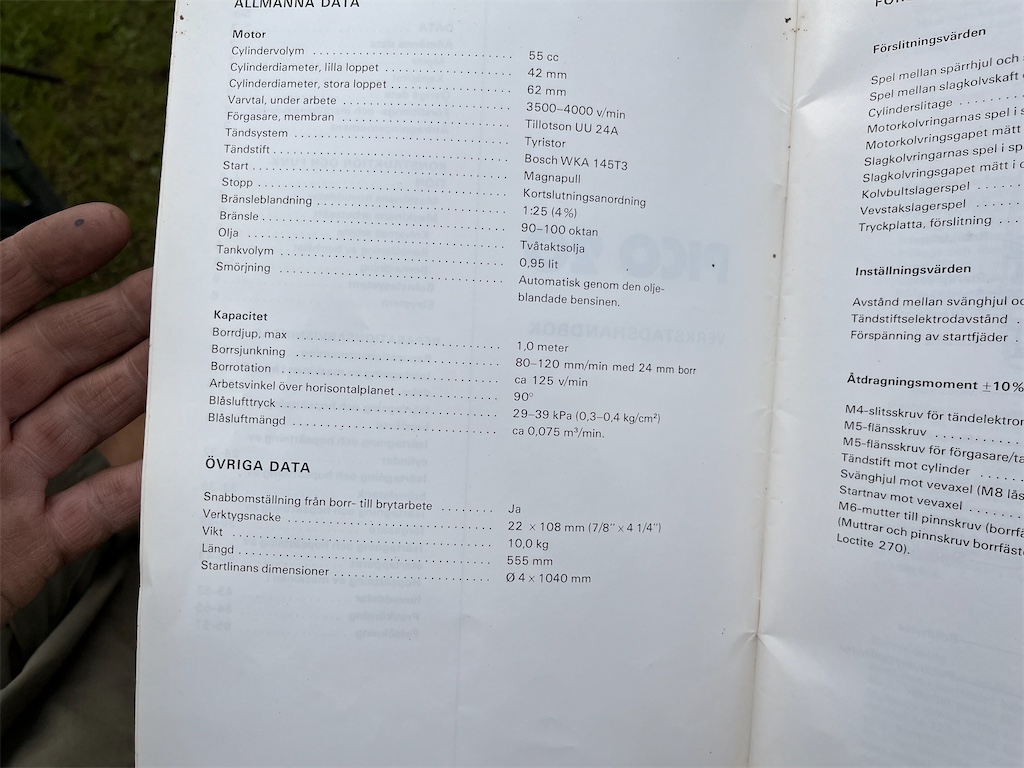 ALLMÄNNA DATA
Motor
Cylindervolym 55 cc
Cylinderdiameter, lilla loppet 42 mm
Cylinderdiameter, stora loppet 62 mm
Varvtal, under arbete 3500–4000 v/min
Förgasare, membran Tillotson UU 24A
Tändsystem Tyristor
Tändstift Bosch WKA 145T3
Start Magnapull
Stopp Kortslutningsanordning
Bränsleblandning 1:25 (4%)
Bränsle 90–100 oktan
Olja Tvåtaktsolja
Tankvolym 0,95 lit
Smörjning Automatisk genom den olje-
blandade bensinen.
Kapacitet
Borrdjup, max 1,0 meter
Borrsjunkning 80–120 mm/min med 24 mm borr
Borrotation ca 125 v/min
Arbetsvinkel över horisontalplanet 90°
Blåslufttryck 29–39 kPa (0,3–0,4 kg/cm²)
Blåsluftmängd ca 0,075 m³/min.
ÖVRIGA DATA
Snabbomställning från borr- till brytarbete Ja
Verktygsnacke 22 × 108 mm (7/8" × 4 1/4")
Vikt 10,0 kg
Längd 555 mm
Startlinans dimensioner Ø 4 × 1040 mm
Förslitningsvärden
Spel mellan spärrhjul och
Spel mellan slagkolvskaft
Cylinderslitage
Motorkolvringarnas spel i
Motorkolvringsgapet mätt
Slagkolvringarnas spel i
Slagkolvringsgapet mätt i
Kolvbultslagerspel
Vevstakslagerspel
Tryckplatta, förslitning
Inställningsvärden
Avstånd mellan svänghjul
Tändstiftselektrodavstånd
Förspänning av startfjäder
Åtdragningsmoment ±10%
M4-slitsskruv för
M5-flänsskruv
M5-flänsskruv för
Tändstift mot cylinder
Svänghjul mot vevaxel (M8
Startnav mot vevaxel
M6-mutter till pinnskruv
(Muttrar och pinnskruv
Loctite 270).